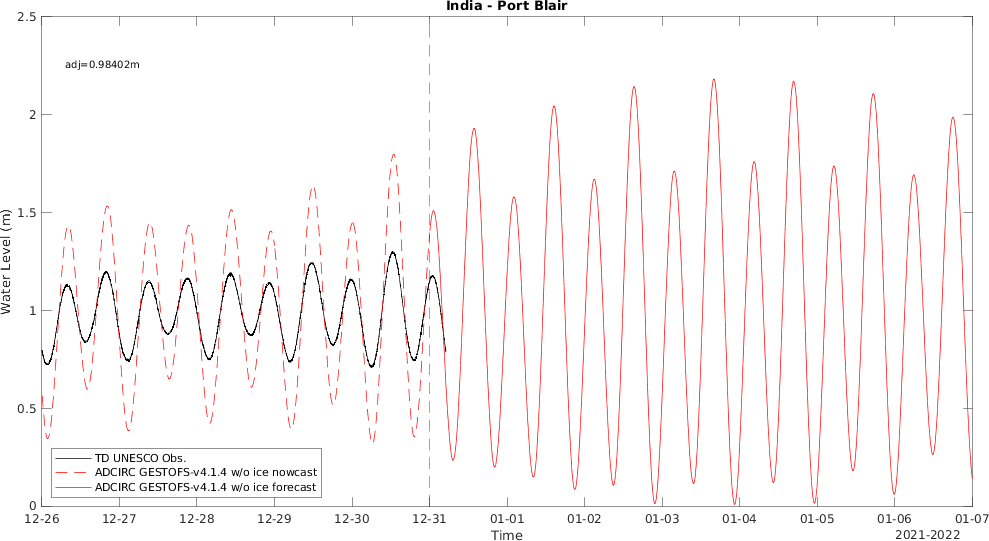 India - Port Blair
adj=0.98402m
Water Level (m)
2.5
2
1.5
1
0.5
0
TD UNESCO Obs.
ADCIRC GESTOFS-v4.1.4 w/o ice nowcast
ADCIRC GESTOFS-v4.1.4 w/o ice forecast
12-26 12-27 12-28 12-29 12-30 12-31 01-01 01-02 01-03 01-04 01-05 01-06 01-07
Time
2021-2022